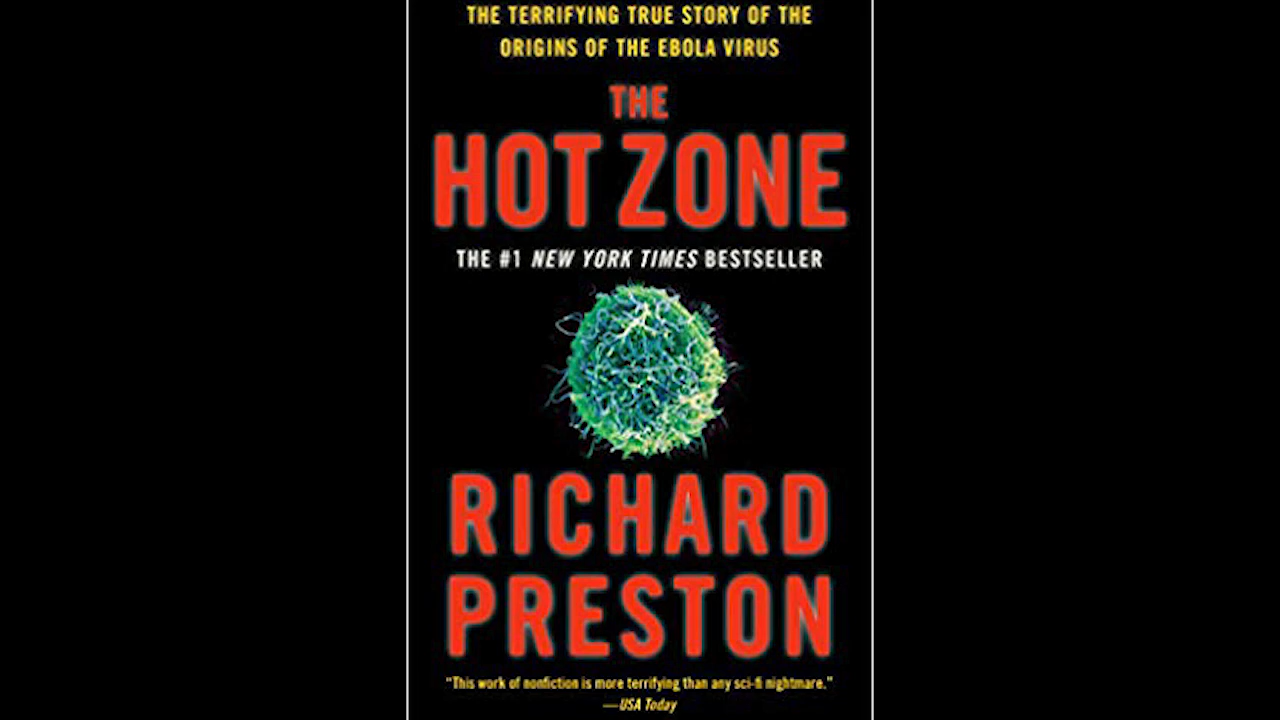 THE TERRIFYING TRUE STORY OF THE
ORIGINS OF THE EBOLA VIRUS
THE
HOT ZONE
THE #1 NEW YORK TIMES BESTSELLER
RICHARD
PRESTON
“This work of nonfiction is more terrifying than any sci-fi nightmare.”
—USA Today